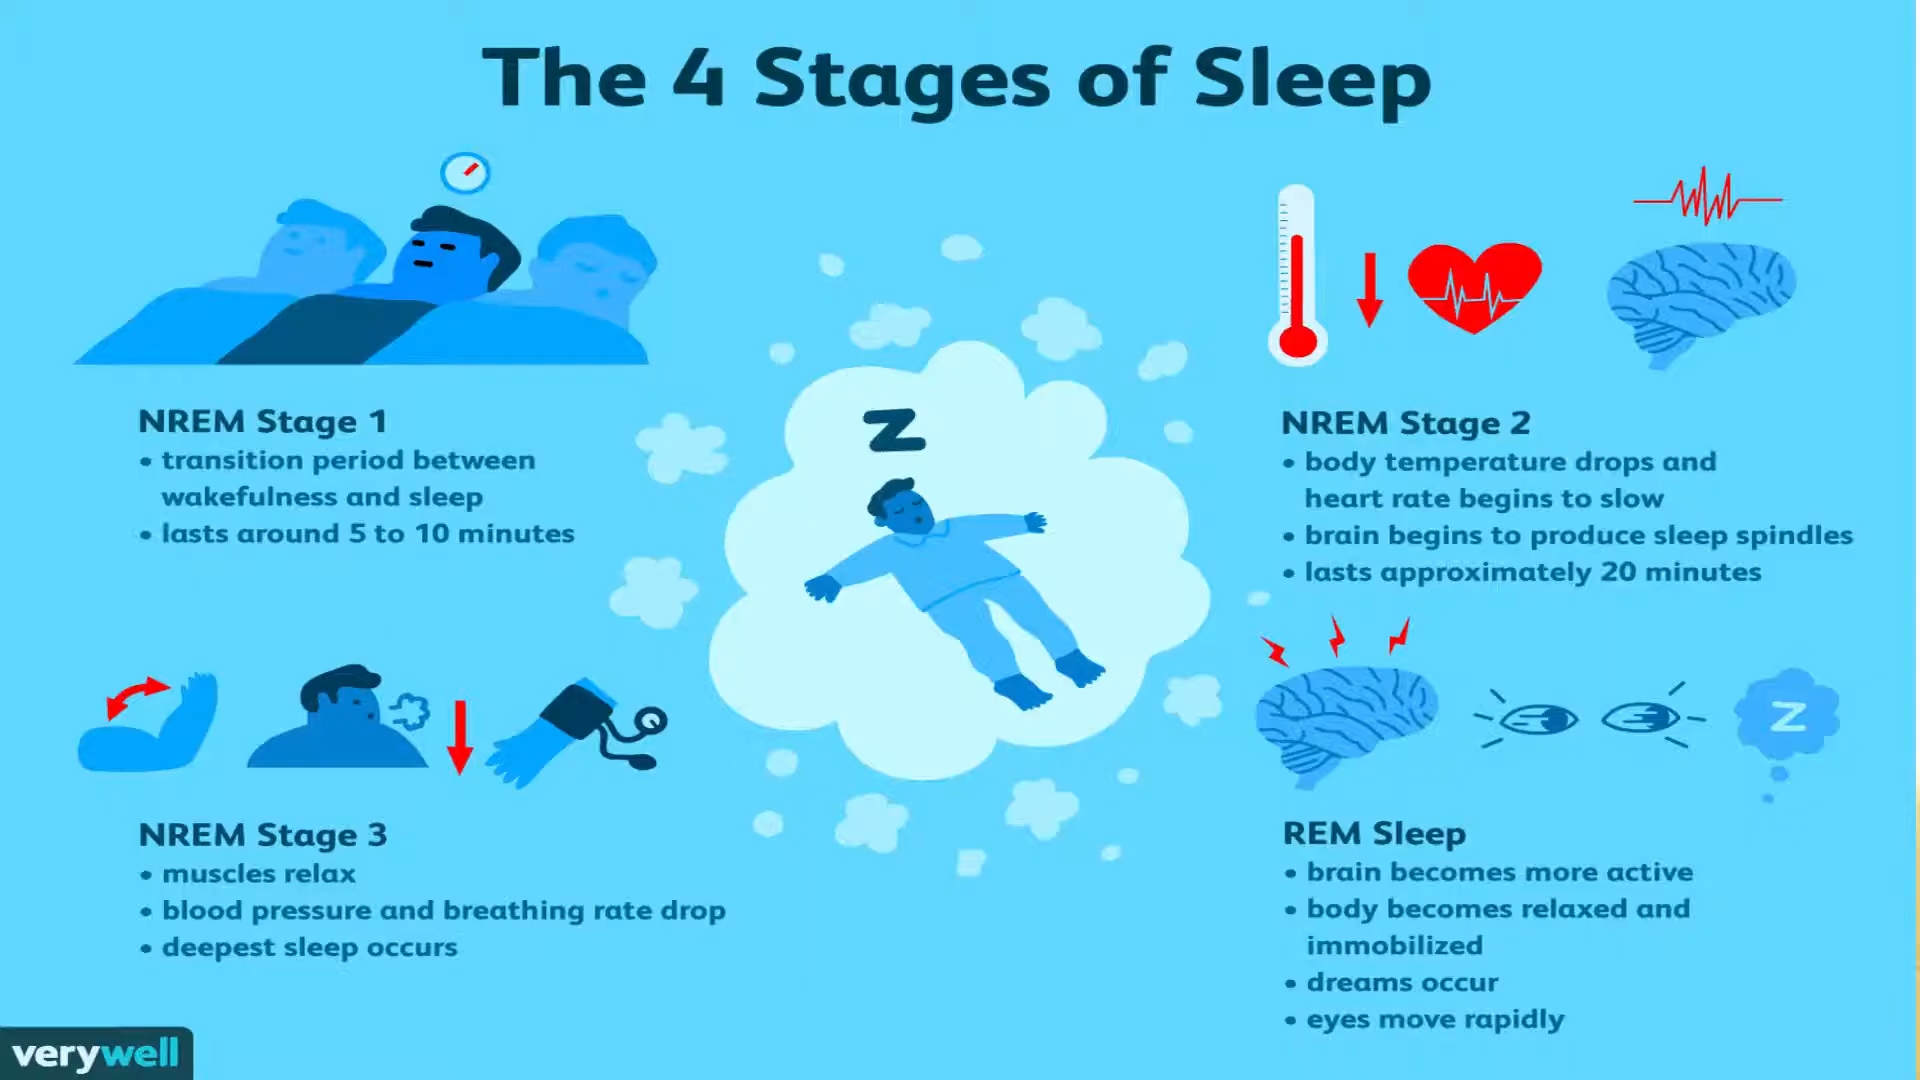 The 4 Stages of Sleep
NREM Stage 1
• transition period between
wakefulness and sleep
• lasts around 5 to 10 minutes
Z
NREM Stage 2
• body temperature drops and
heart rate begins to slow
• brain begins to produce sleep spindles
• lasts approximately 20 minutes
NREM Stage 3
• muscles relax
• blood pressure and breathing rate drop
• deepest sleep occurs
Z
REM Sleep
• brain becomes more active
• body becomes relaxed and
immobilized
• dreams occur
• eyes move rapidly
verywell